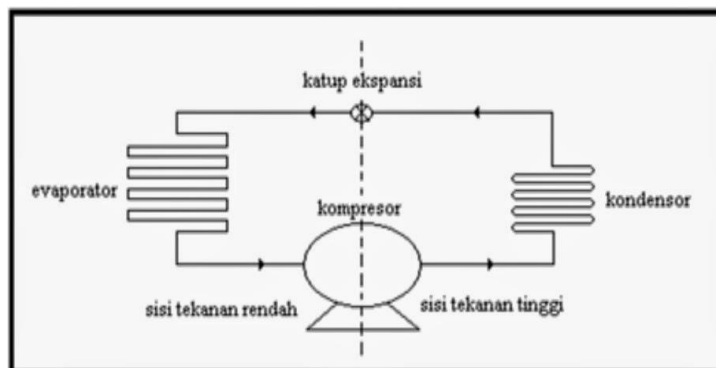 katup ekspansi
evaporator
kompresor
kondensor
sisi tekanan rendah
sisi tekanan tinggi